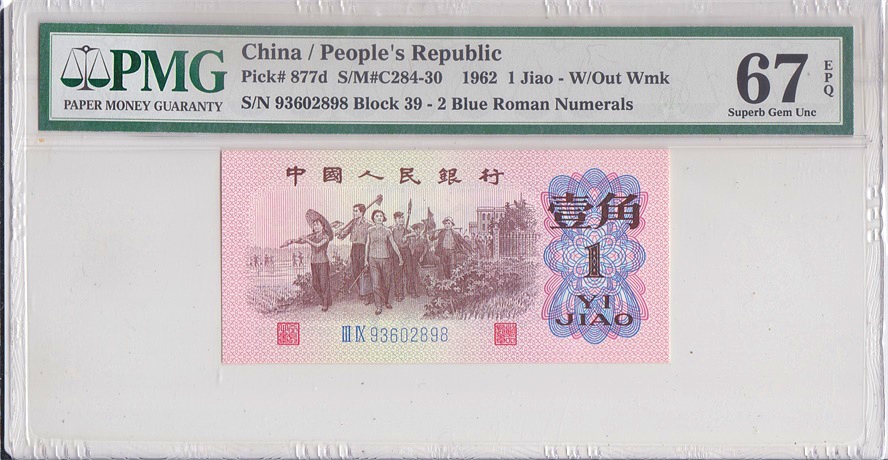 PMG
PAPER MONEY GUARANTY
China / People's Republic
Pick# 877d S/M#C284-30 1962 1 Jiao - W/Out Wmk
S/N 93602898 Block 39 - 2 Blue Roman Numerals
67 EPQ
Superb Gem Unc
中國人民銀行
壹角
1
YI
JIAO
III IX 93602898